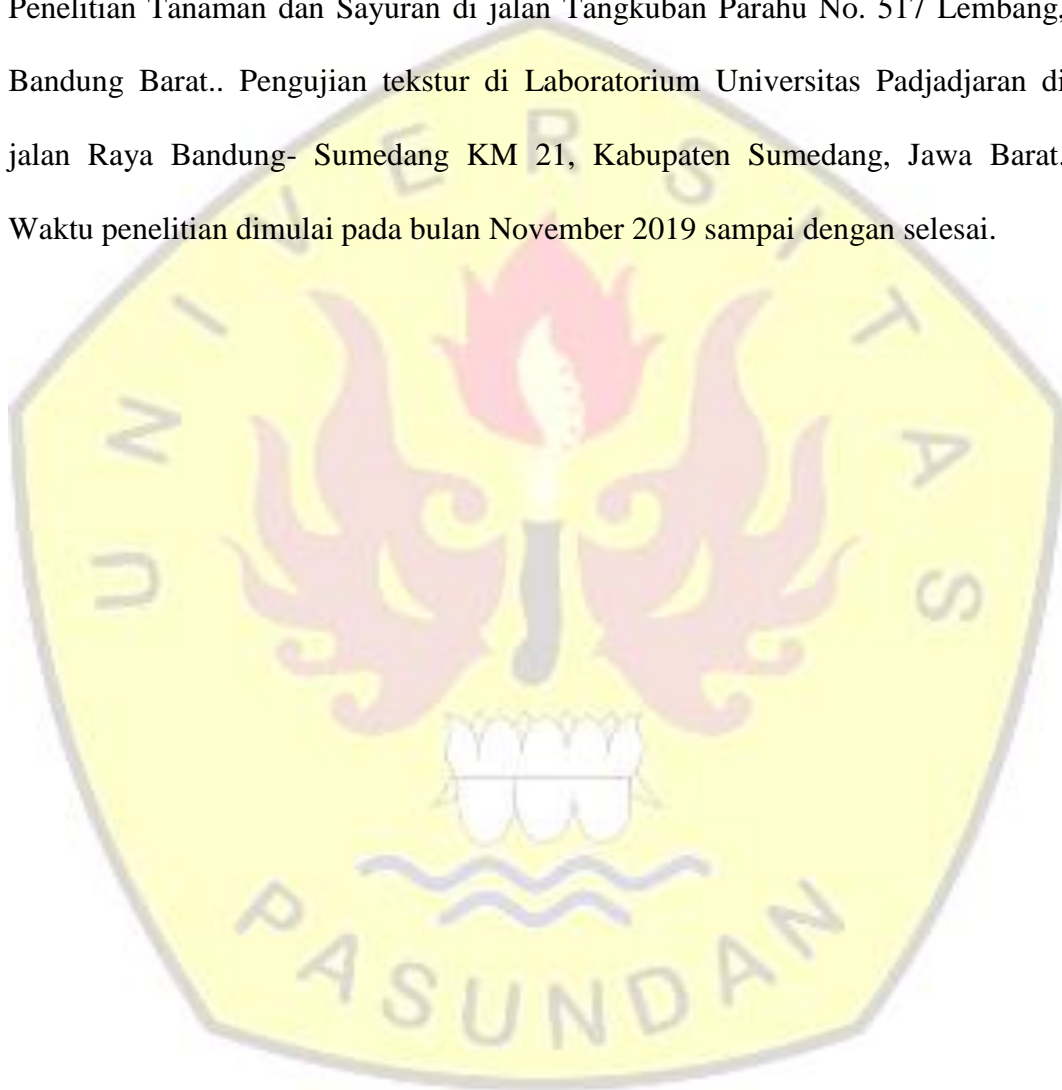 Penelitian Tanaman dan Sayuran di jalan Tangkuban Parahu No. 517 Lembang,
Bandung Barat.. Pengujian tekstur di Laboratorium Universitas Padjadjaran di
jalan Raya Bandung- Sumedang KM 21, Kabupaten Sumedang, Jawa Barat.
Waktu penelitian dimulai pada bulan November 2019 sampai dengan selesai.
UNIVERSITAS
PASUNDAN